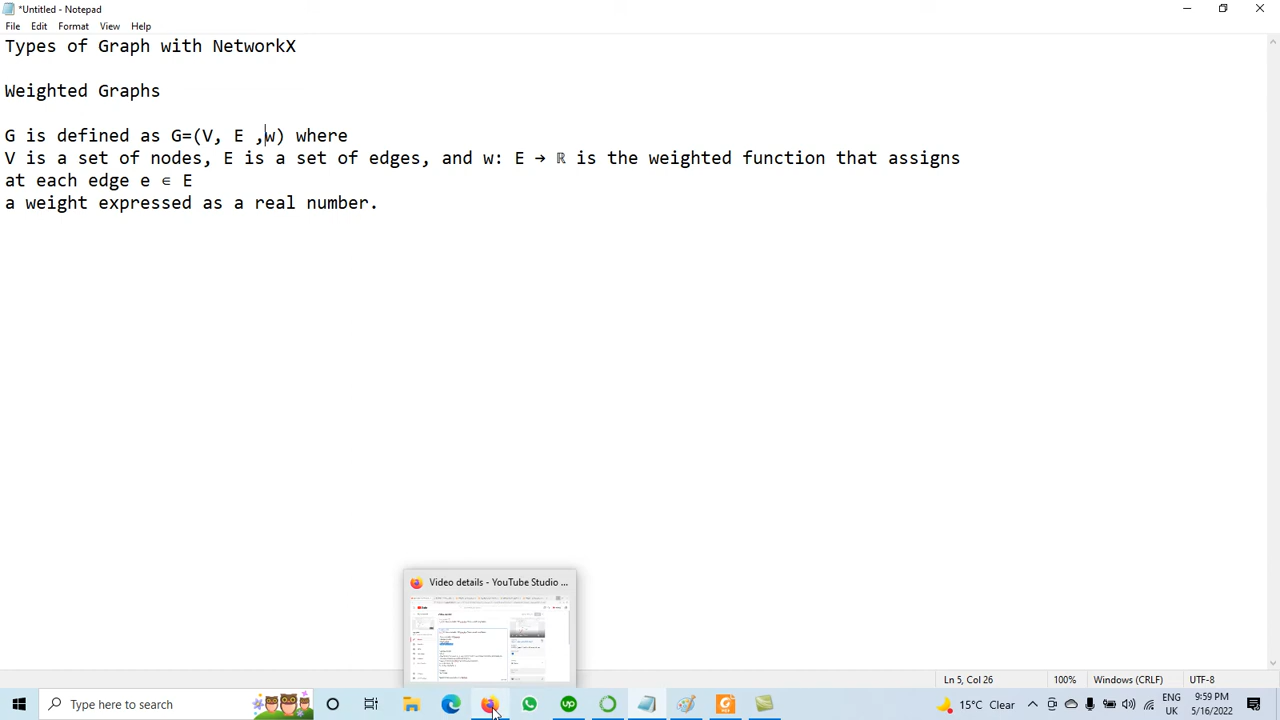 *Untitled - Notepad
File Edit Format View Help
Types of Graph with NetworkX
Weighted Graphs
G is defined as G=(V, E ,w) where
V is a set of nodes, E is a set of edges, and w: E → ℝ is the weighted function that assigns
at each edge e ∈ E
a weight expressed as a real number.
Video details - YouTube Studio ...
Ln 5, Col 26 100% Windows (CRLF) UTF-8
Type here to search
15°C Clear
ENG
UK
9:59 PM
5/16/2022